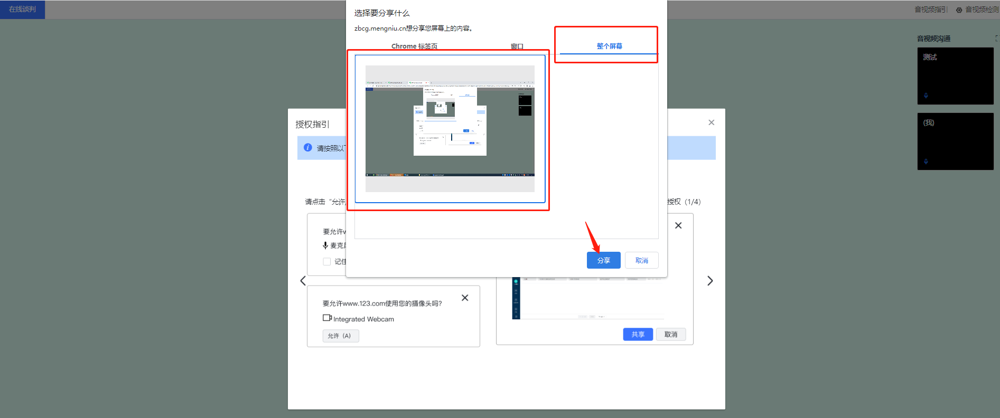 在线谈判
音视频指引
音视频检测
选择要分享什么
zbcg.mengniu.cn想分享您屏幕上的内容。
Chrome 标签页
窗口
整个屏幕
音视频沟通
测试
(我)
授权指引
请按照以下
请点击“允许
授权（1/4）
要允许w
麦克风
记住
分享
取消
要允许www.123.com使用您的摄像头吗?
Integrated Webcam
允许（A）
共享
取消